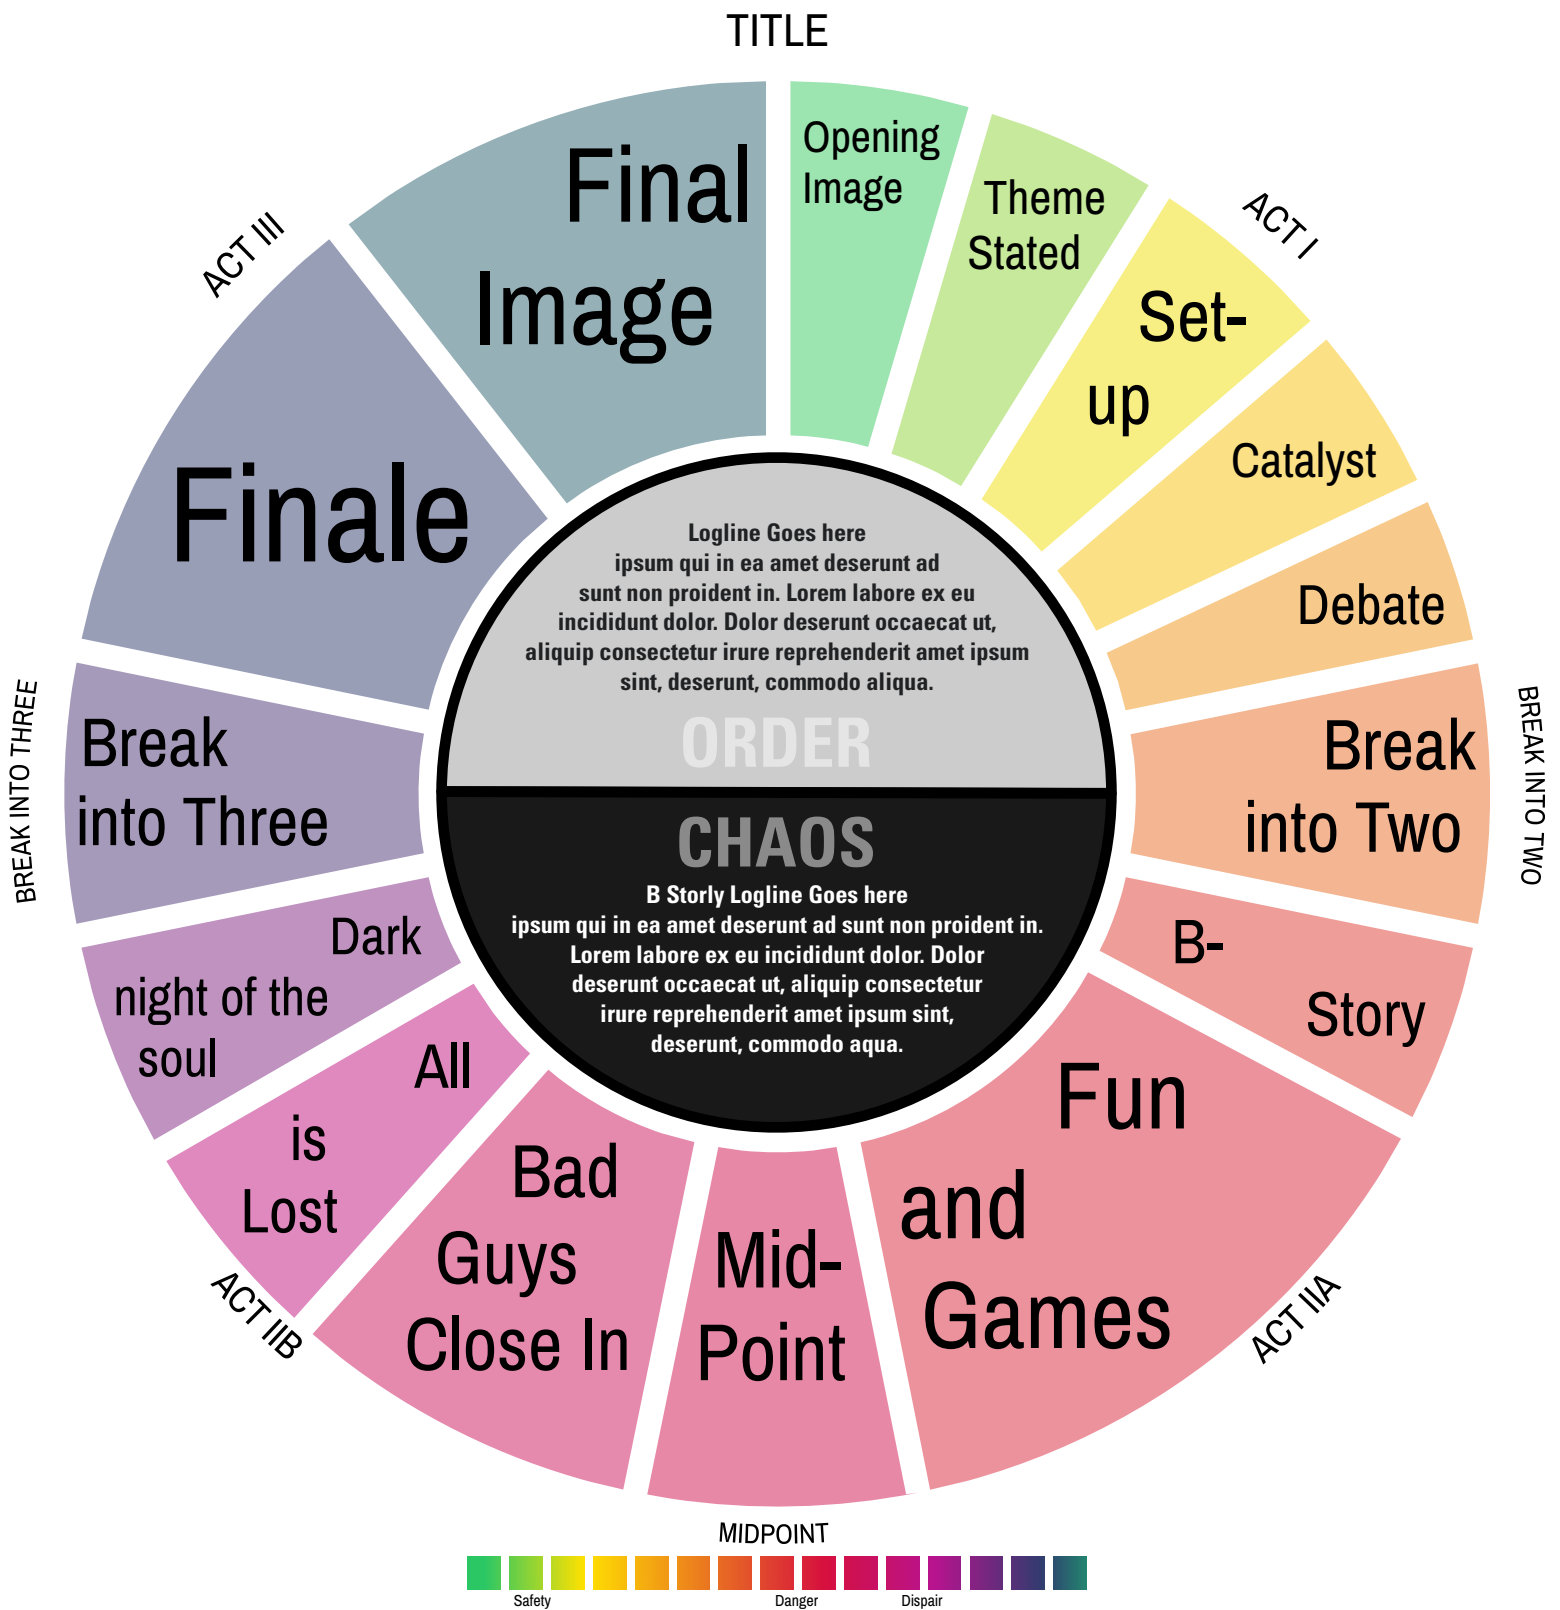 TITLE
Opening
Image
Theme
Stated
ACT I
Set-
up
Catalyst
Debate
Break
into Two
BREAK INTO TWO
B-
Story
Fun
and
Games
ACT IIA
Mid-
Point
MIDPOINT
Bad
Guys
Close In
ACT IIB
All
is
Lost
Dark
night of the
soul
Break
into Three
BREAK INTO THREE
Finale
ACT III
Final
Image
Logline Goes here
ipsum qui in ea amet deserunt ad
sunt non proident in. Lorem labore ex eu
incididunt dolor. Dolor deserunt occaecat ut,
aliquip consectetur irure reprehenderit amet ipsum
sint, deserunt, commodo aliqua.
ORDER
CHAOS
B Storly Logline Goes here
ipsum qui in ea amet deserunt ad sunt non proident in.
Lorem labore ex eu incididunt dolor. Dolor
deserunt occaecat ut, aliquip consectetur
irure reprehenderit amet ipsum sint,
deserunt, commodo aqua.
Safety
Danger
Dispair